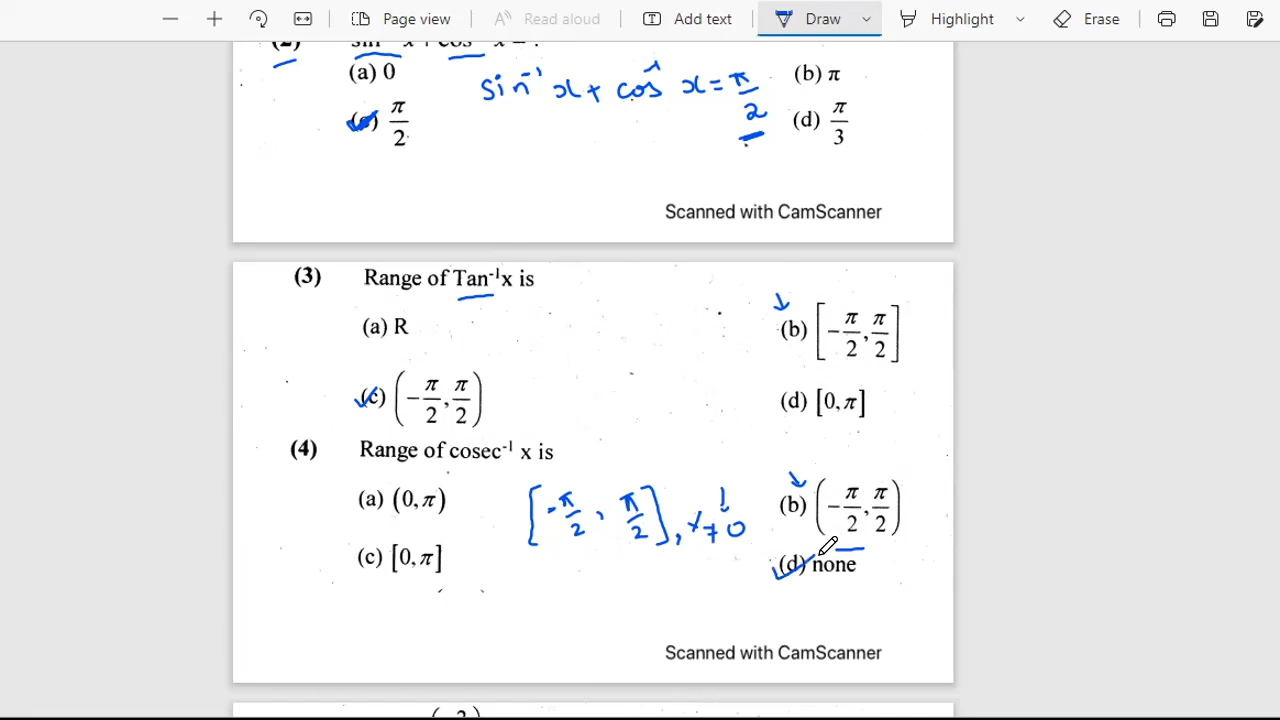 Page view
Read aloud
Add text
Draw
Highlight
Erase
(a) 0
sin⁻¹ x + cos⁻¹ x = π/2
(b) π
(c) π/2
(d) π/3
Scanned with CamScanner
(3) Range of Tan⁻¹x is
(a) R
(b) [-π/2, π/2]
(c) (-π/2, π/2)
(d) [0, π]
(4) Range of cosec⁻¹ x is
(a) (0, π)
[-π/2, π/2], y ≠ 0
(b) (-π/2, π/2)
(c) [0, π]
(d) none
Scanned with CamScanner